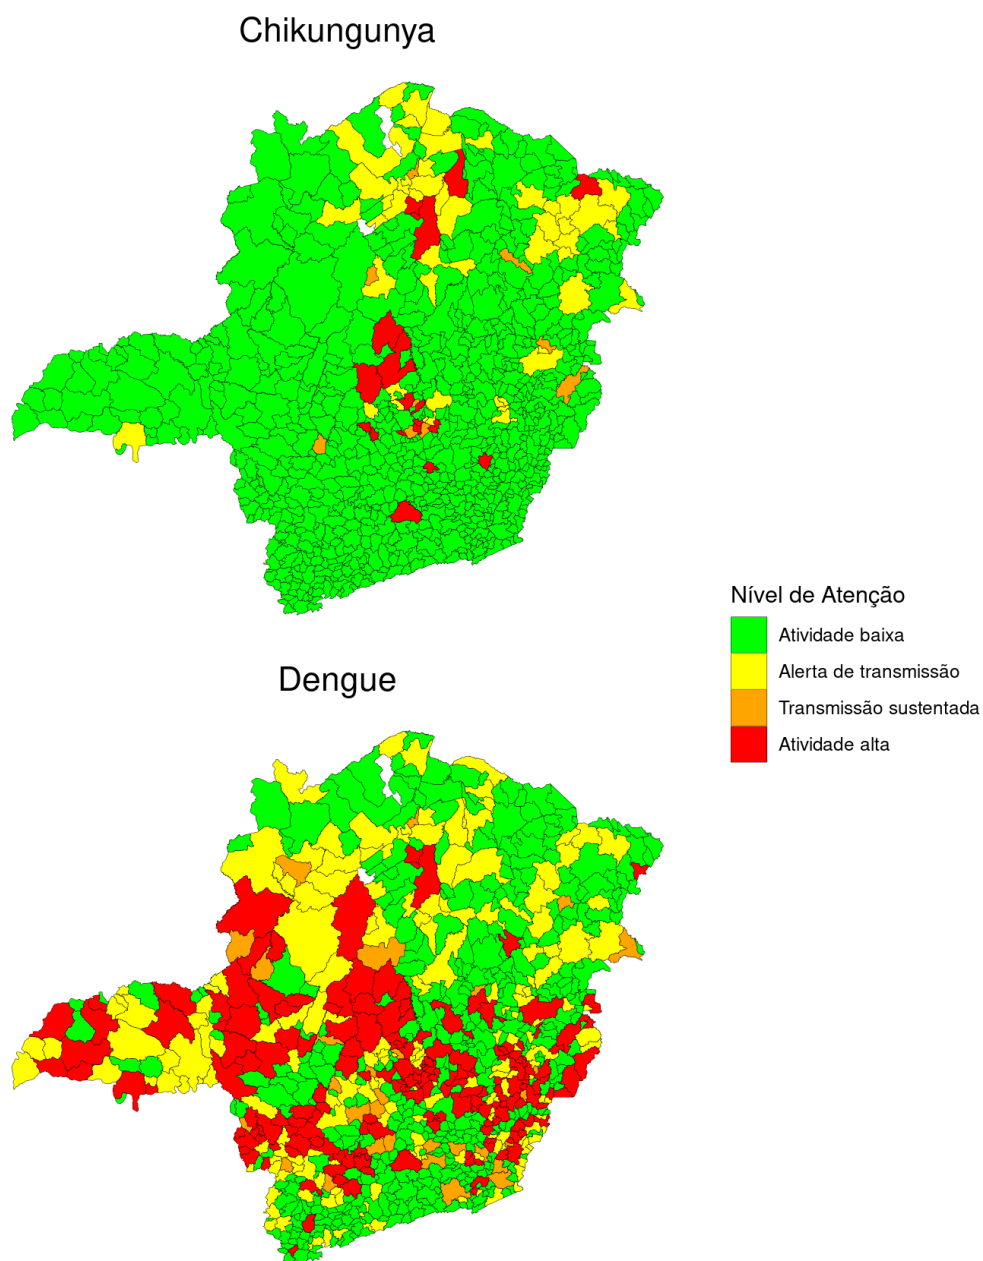 Chikungunya
Nível de Atenção
Atividade baixa
Alerta de transmissão
Transmissão sustentada
Atividade alta
Dengue